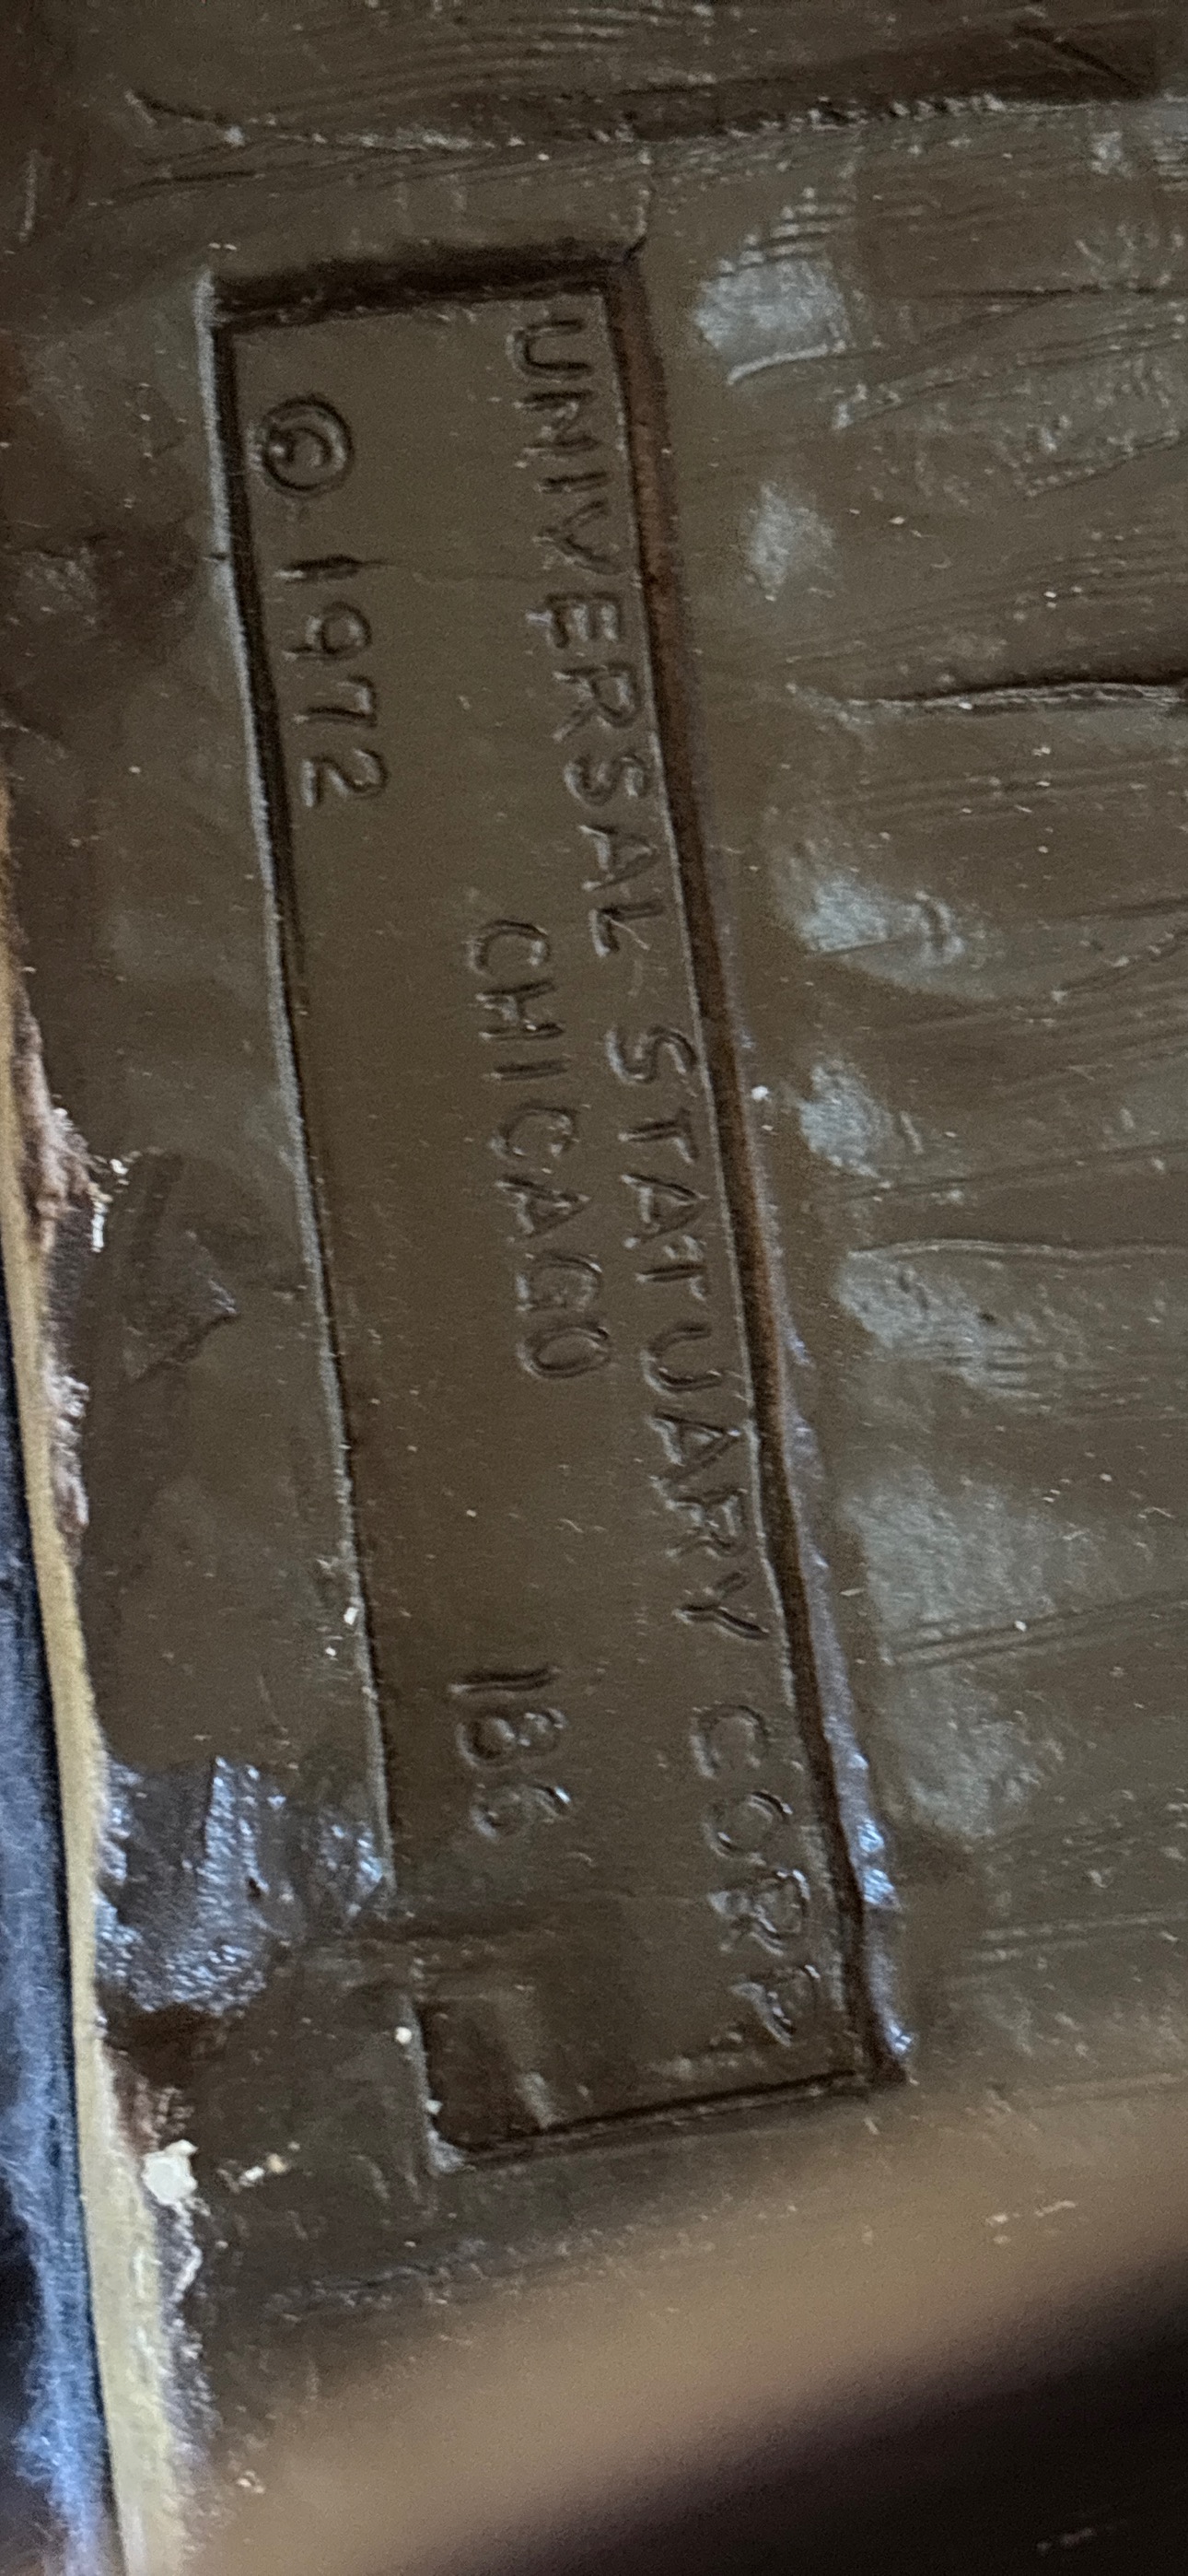 UNIVERSAL STATUARY CORP
CHICAGO
186
© 1972